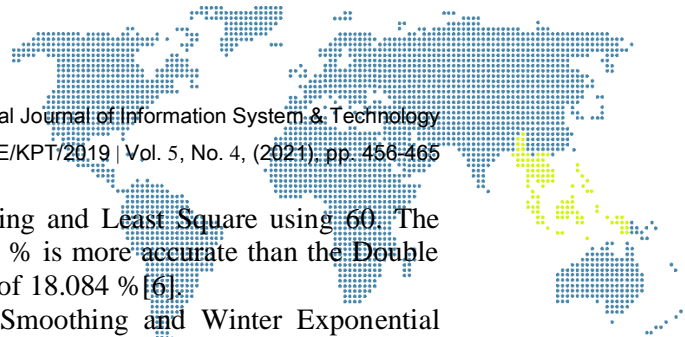 al Journal of Information System & Technology
E/KPT/2019 | Vol. 5, No. 4, (2021), pp. 456-465
ing and Least Square using 60. The
% is more accurate than the Double
of 18.084 %[6].
Smoothing and Winter Exponential